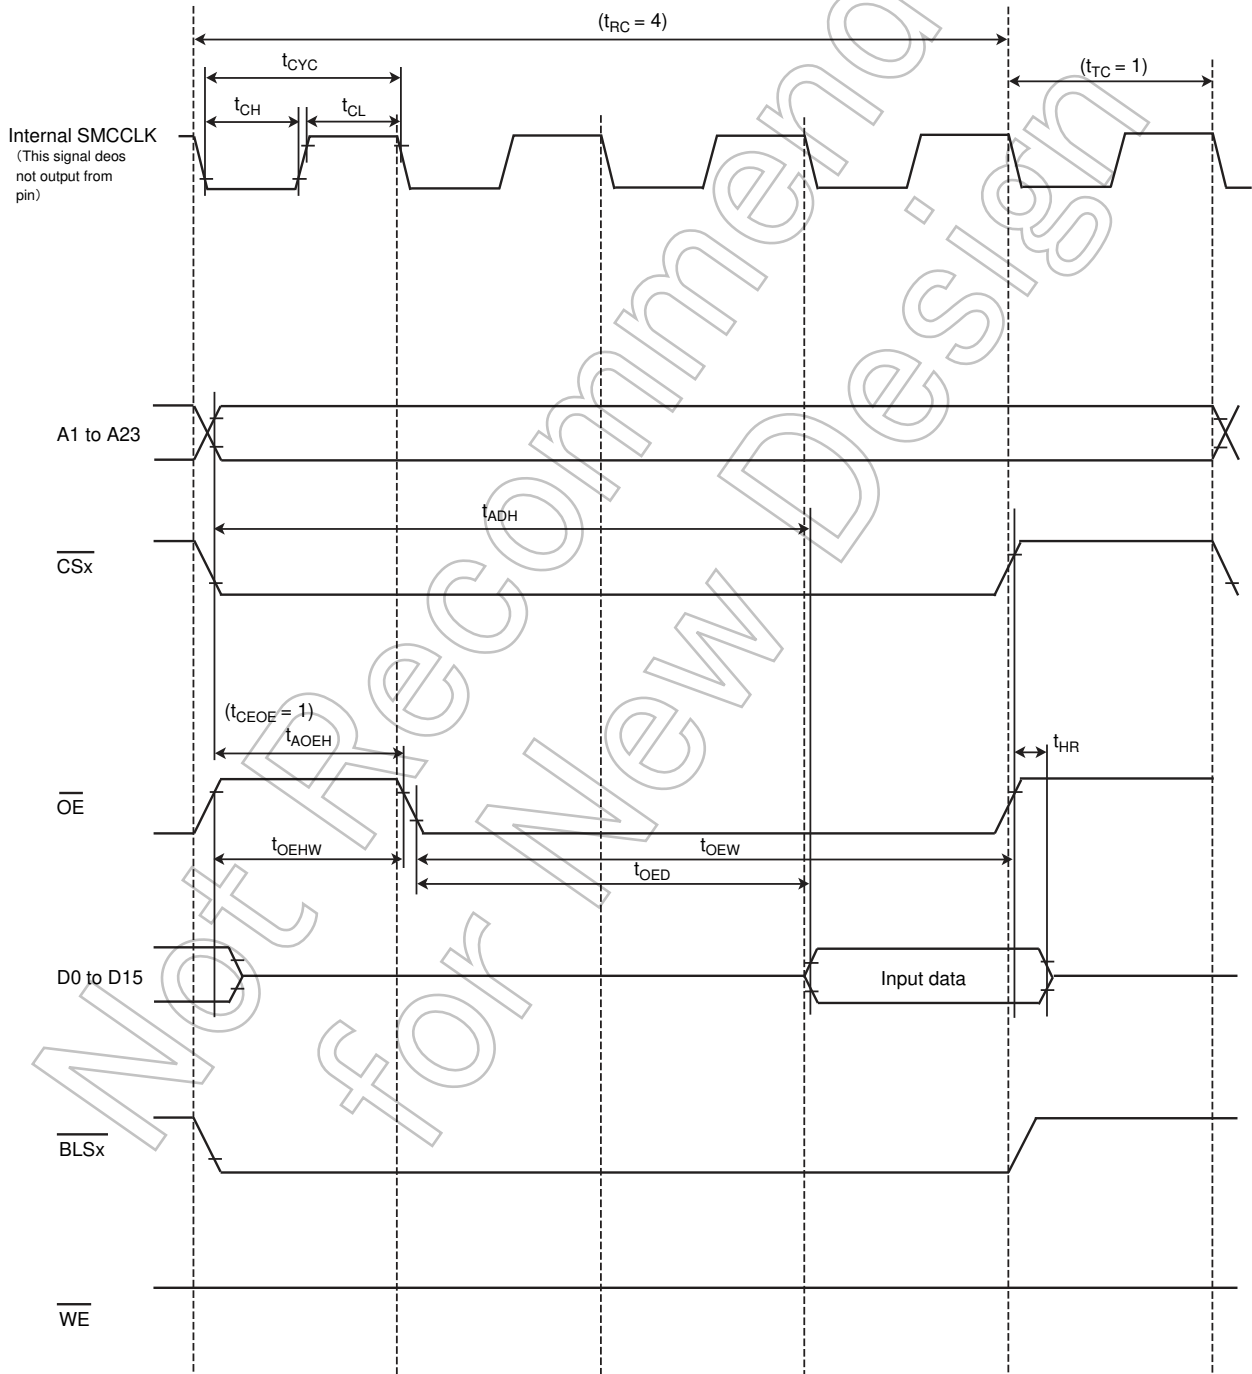 (tRC = 4)
tCYC
(tTC = 1)
tCH
tCL
Internal SMCCLK
（This signal deos
not output from
pin）
A1 to A23
tADH
CSx
(tCEOE = 1)
tAOEH
tHR
OE
tOEHW
tOEW
tOED
D0 to D15
Input data
BLSx
WE
Not Recommend
for New Design